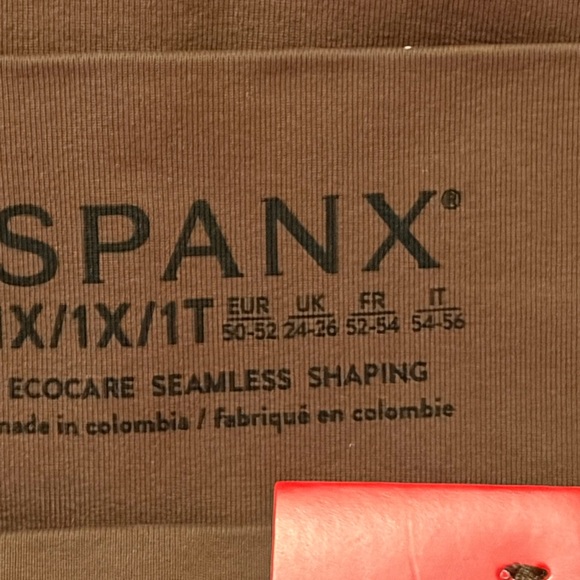 SPANX®
1X/1X/1T EUR 50-52 UK 24-26 FR 52-54 IT 54-56
ECOCARE SEAMLESS SHAPING
made in colombia / fabriqué en colombie